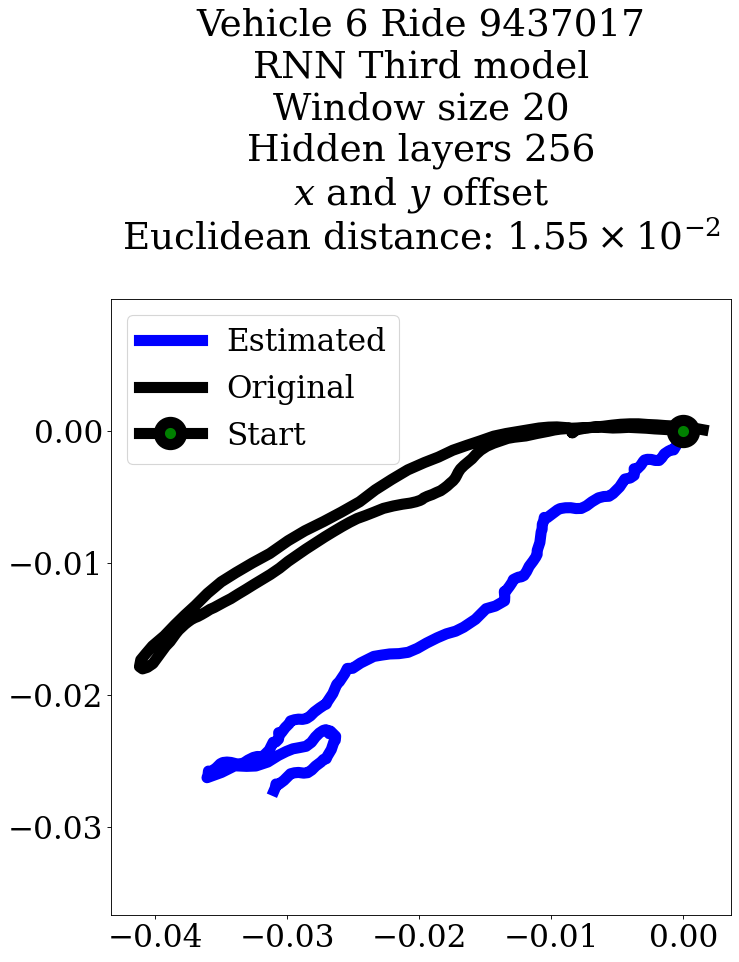 Vehicle 6 Ride 9437017
RNN Third model
Window size 20
Hidden layers 256
x and y offset
Euclidean distance: 1.55 × 10⁻²
Estimated
Original
Start
0.00
−0.01
−0.02
−0.03
−0.04 −0.03 −0.02 −0.01 0.00